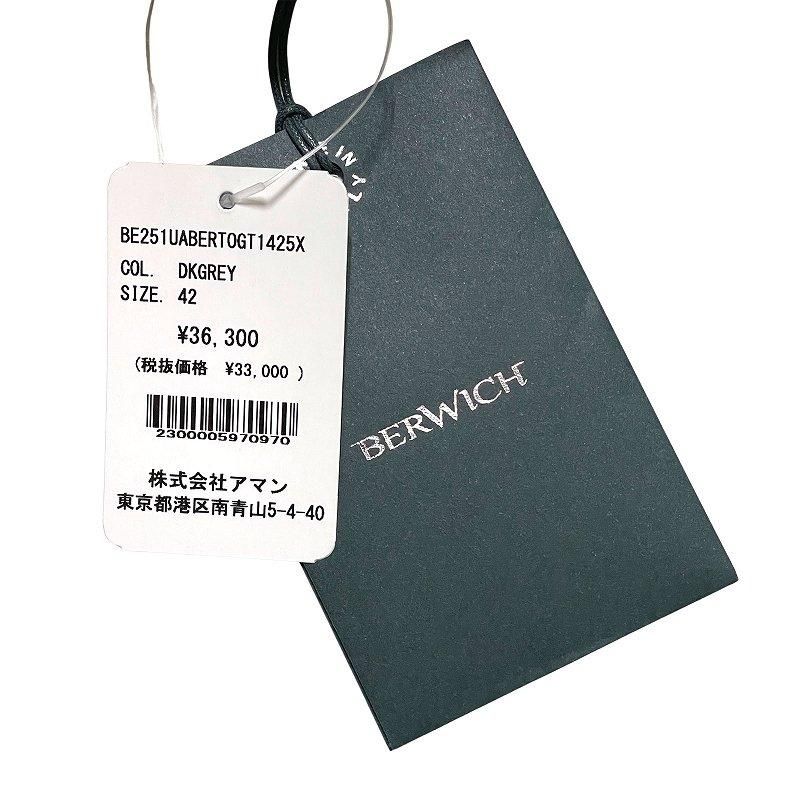 BE251UABERTOGT1425X
COL. DKGREY
SIZE. 42
¥36,300
(税抜価格 ¥33,000 )
2300005970970
株式会社アマン
東京都港区南青山5-4-40
IN
BERWICH